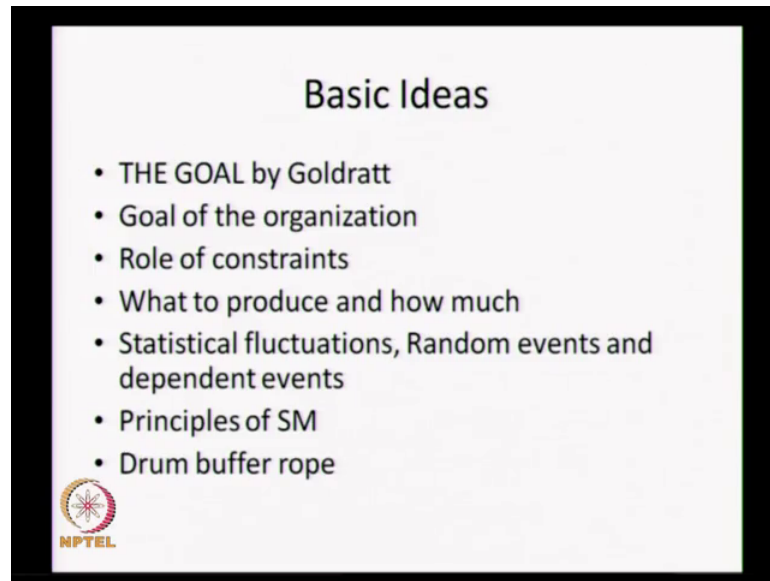 Basic Ideas
• THE GOAL by Goldratt
• Goal of the organization
• Role of constraints
• What to produce and how much
• Statistical fluctuations, Random events and
dependent events
• Principles of SM
• Drum buffer rope
NPTEL